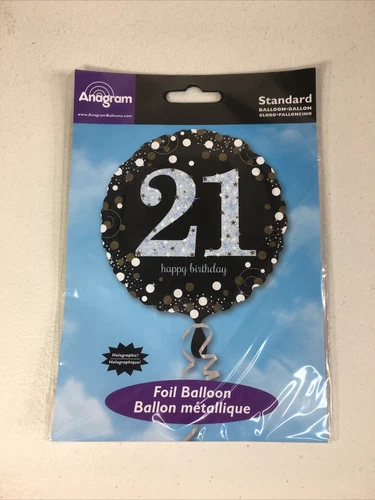 Anagram
www.AnagramBalloons.com
Standard
BALLOON • BALLON
GLOBO • PALLONCINO
21
happy birthday
Holographic!
Holographique!
Foil Balloon
Ballon métallique